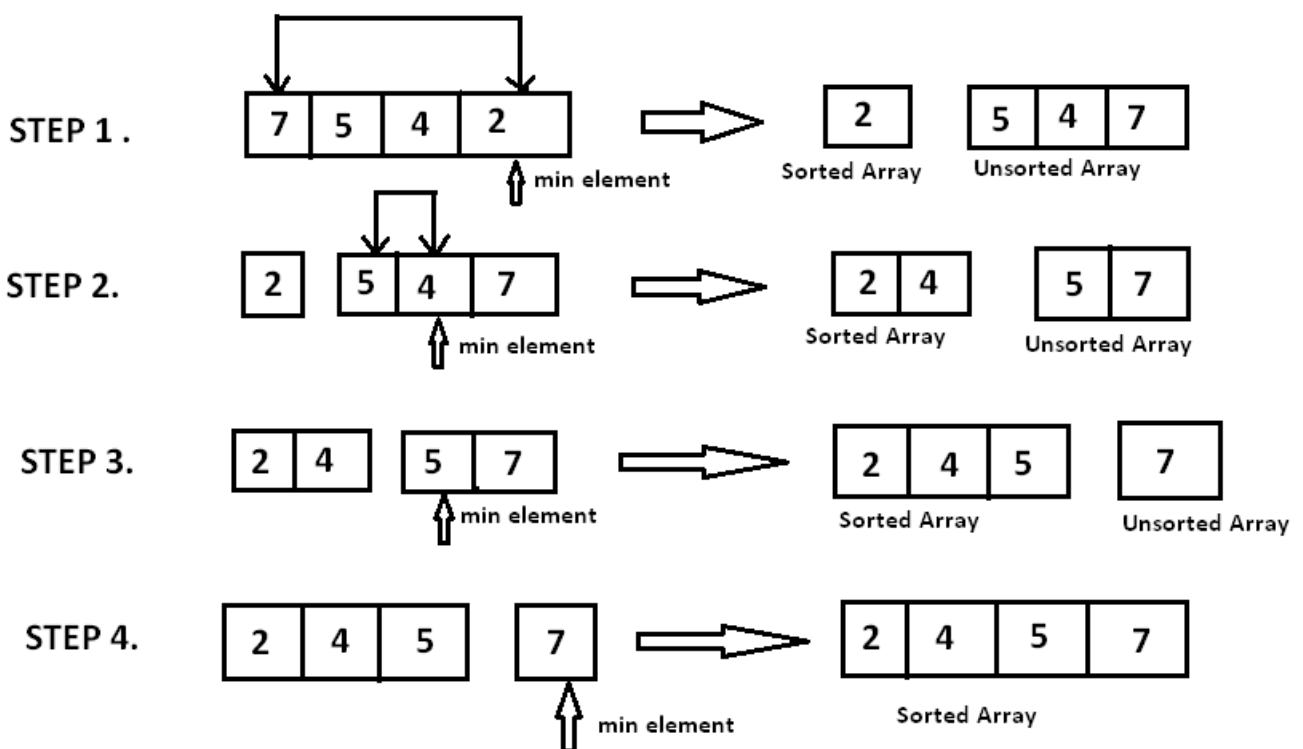 STEP 1 .
7 5 4 2
2
5 4 7
min element
Sorted Array
Unsorted Array
STEP 2.
2
5 4 7
2 4
5 7
min element
Sorted Array
Unsorted Array
STEP 3.
2 4
5 7
2 4 5
7
min element
Sorted Array
Unsorted Array
STEP 4.
2 4 5
7
2 4 5 7
min element
Sorted Array